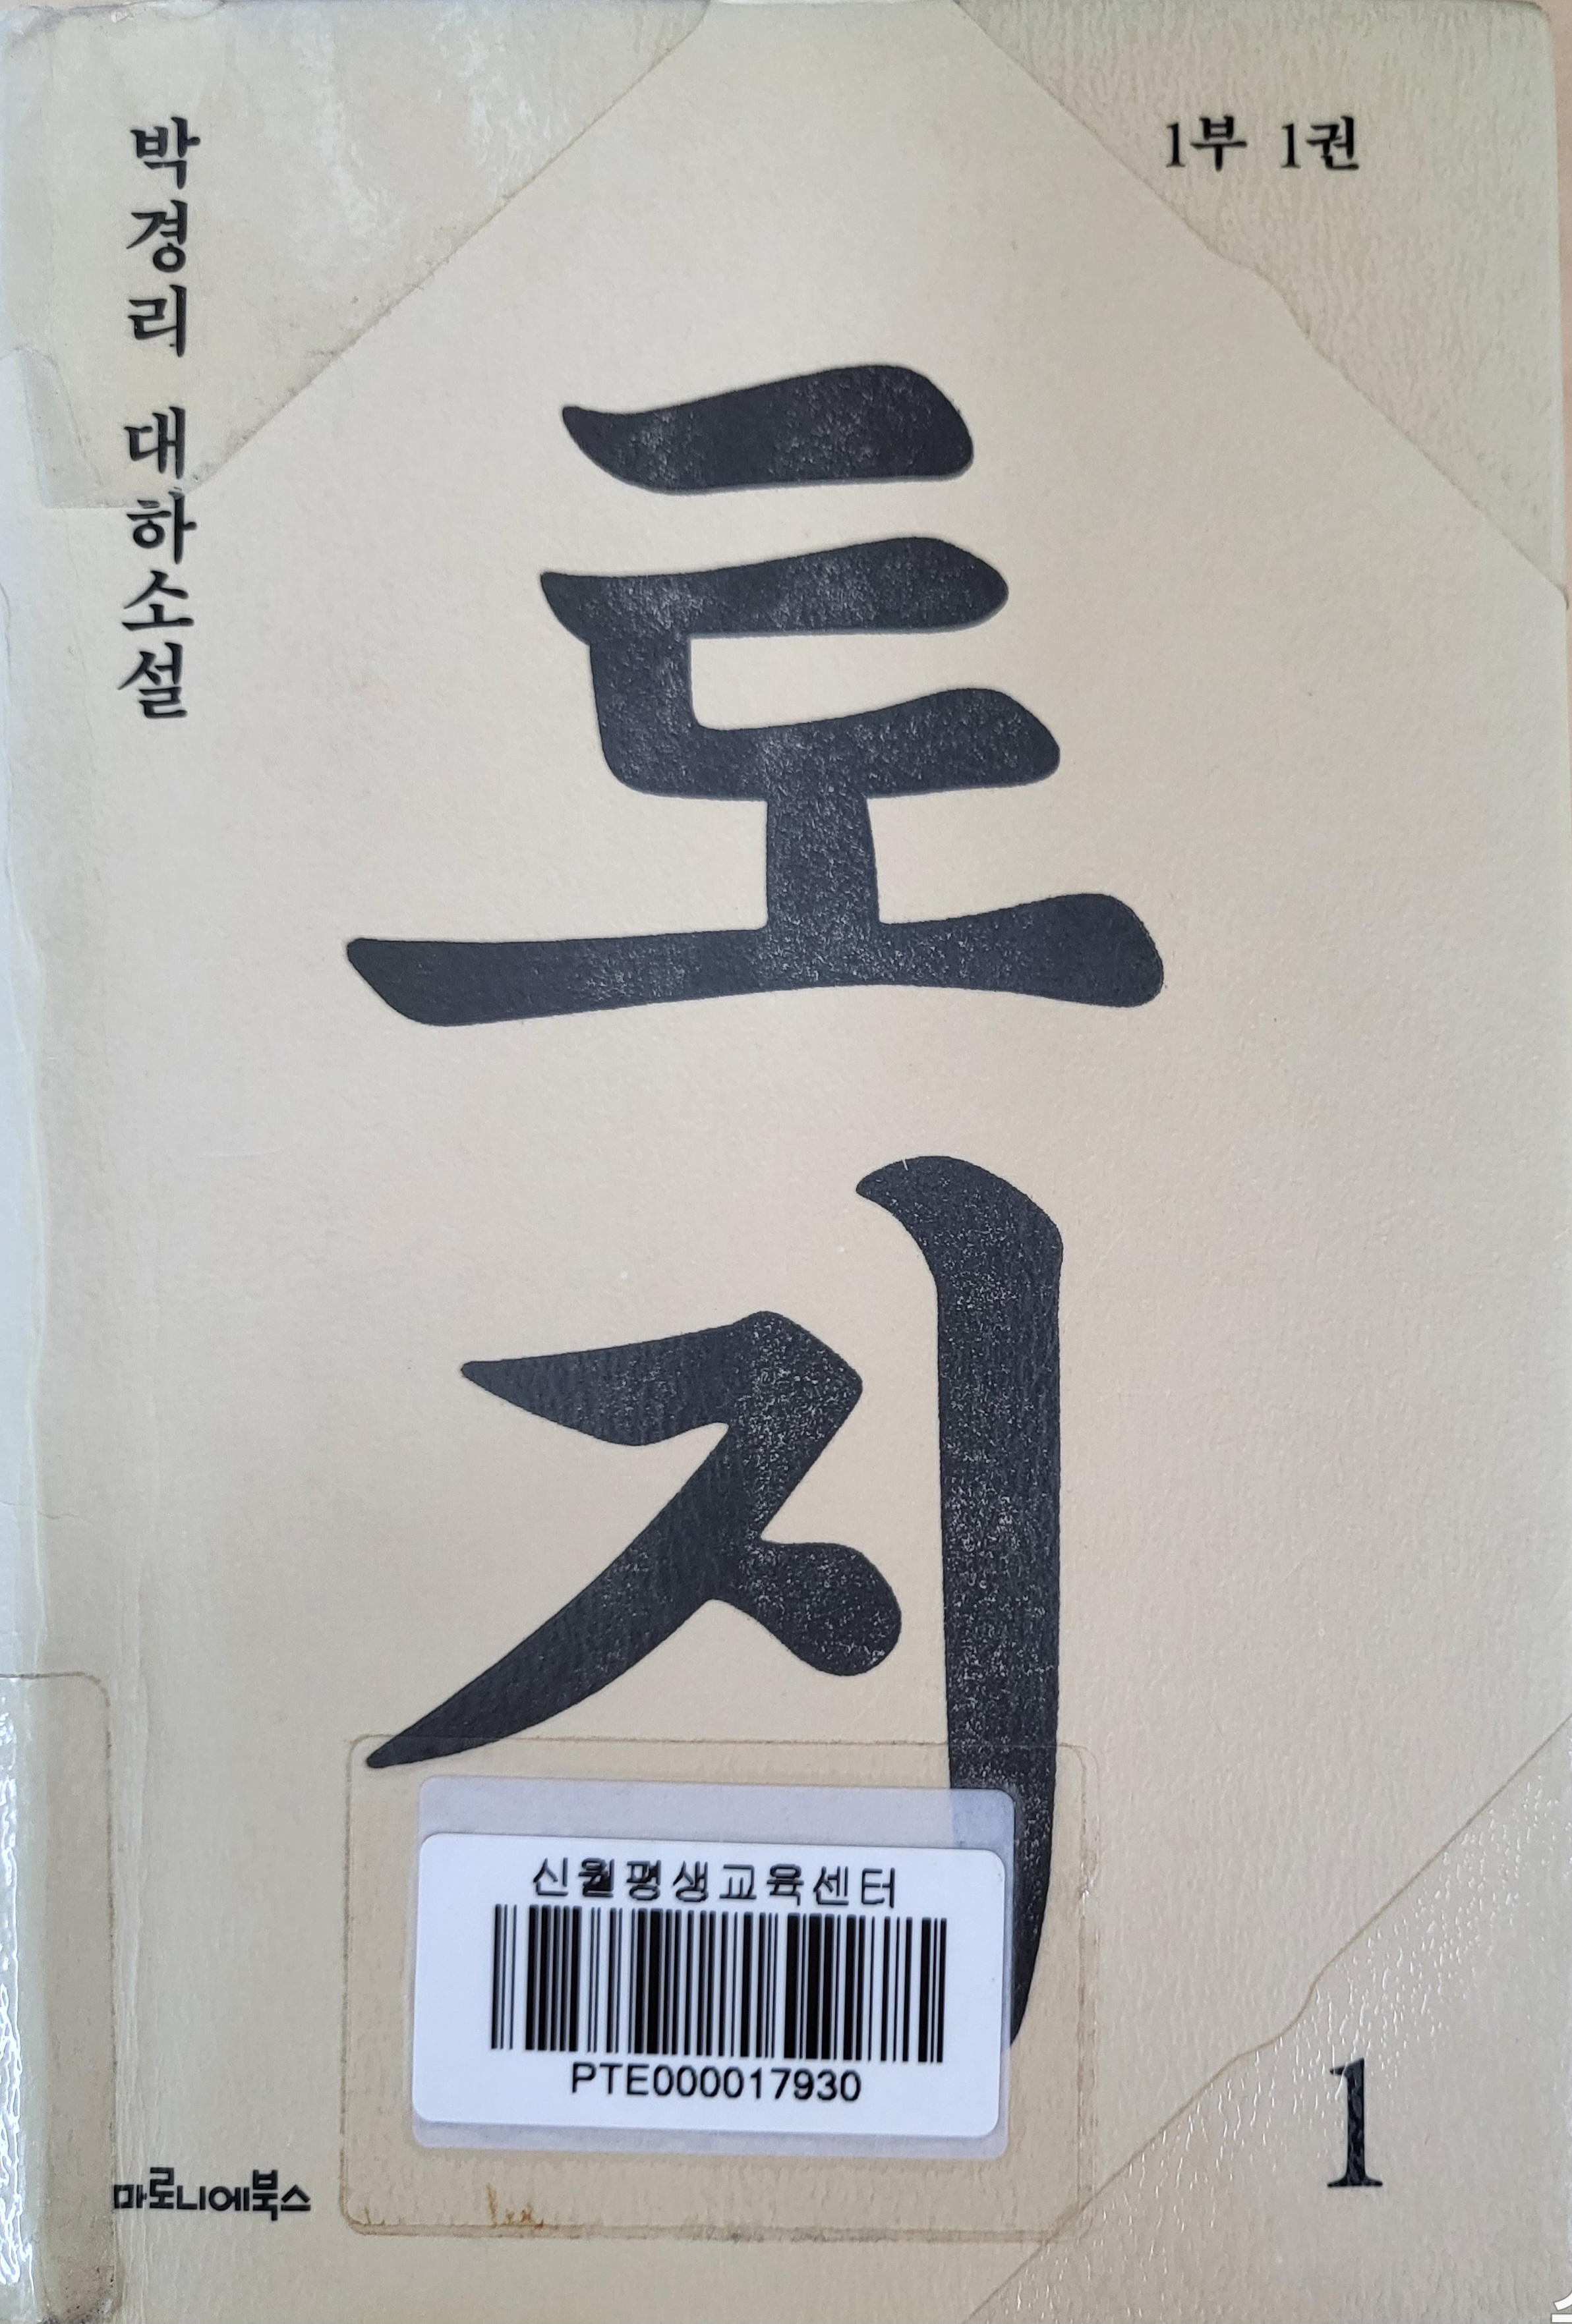 박경리 대하소설
1부 1권
토지
신월평생교육센터
PTE000017930
마로니에북스
1